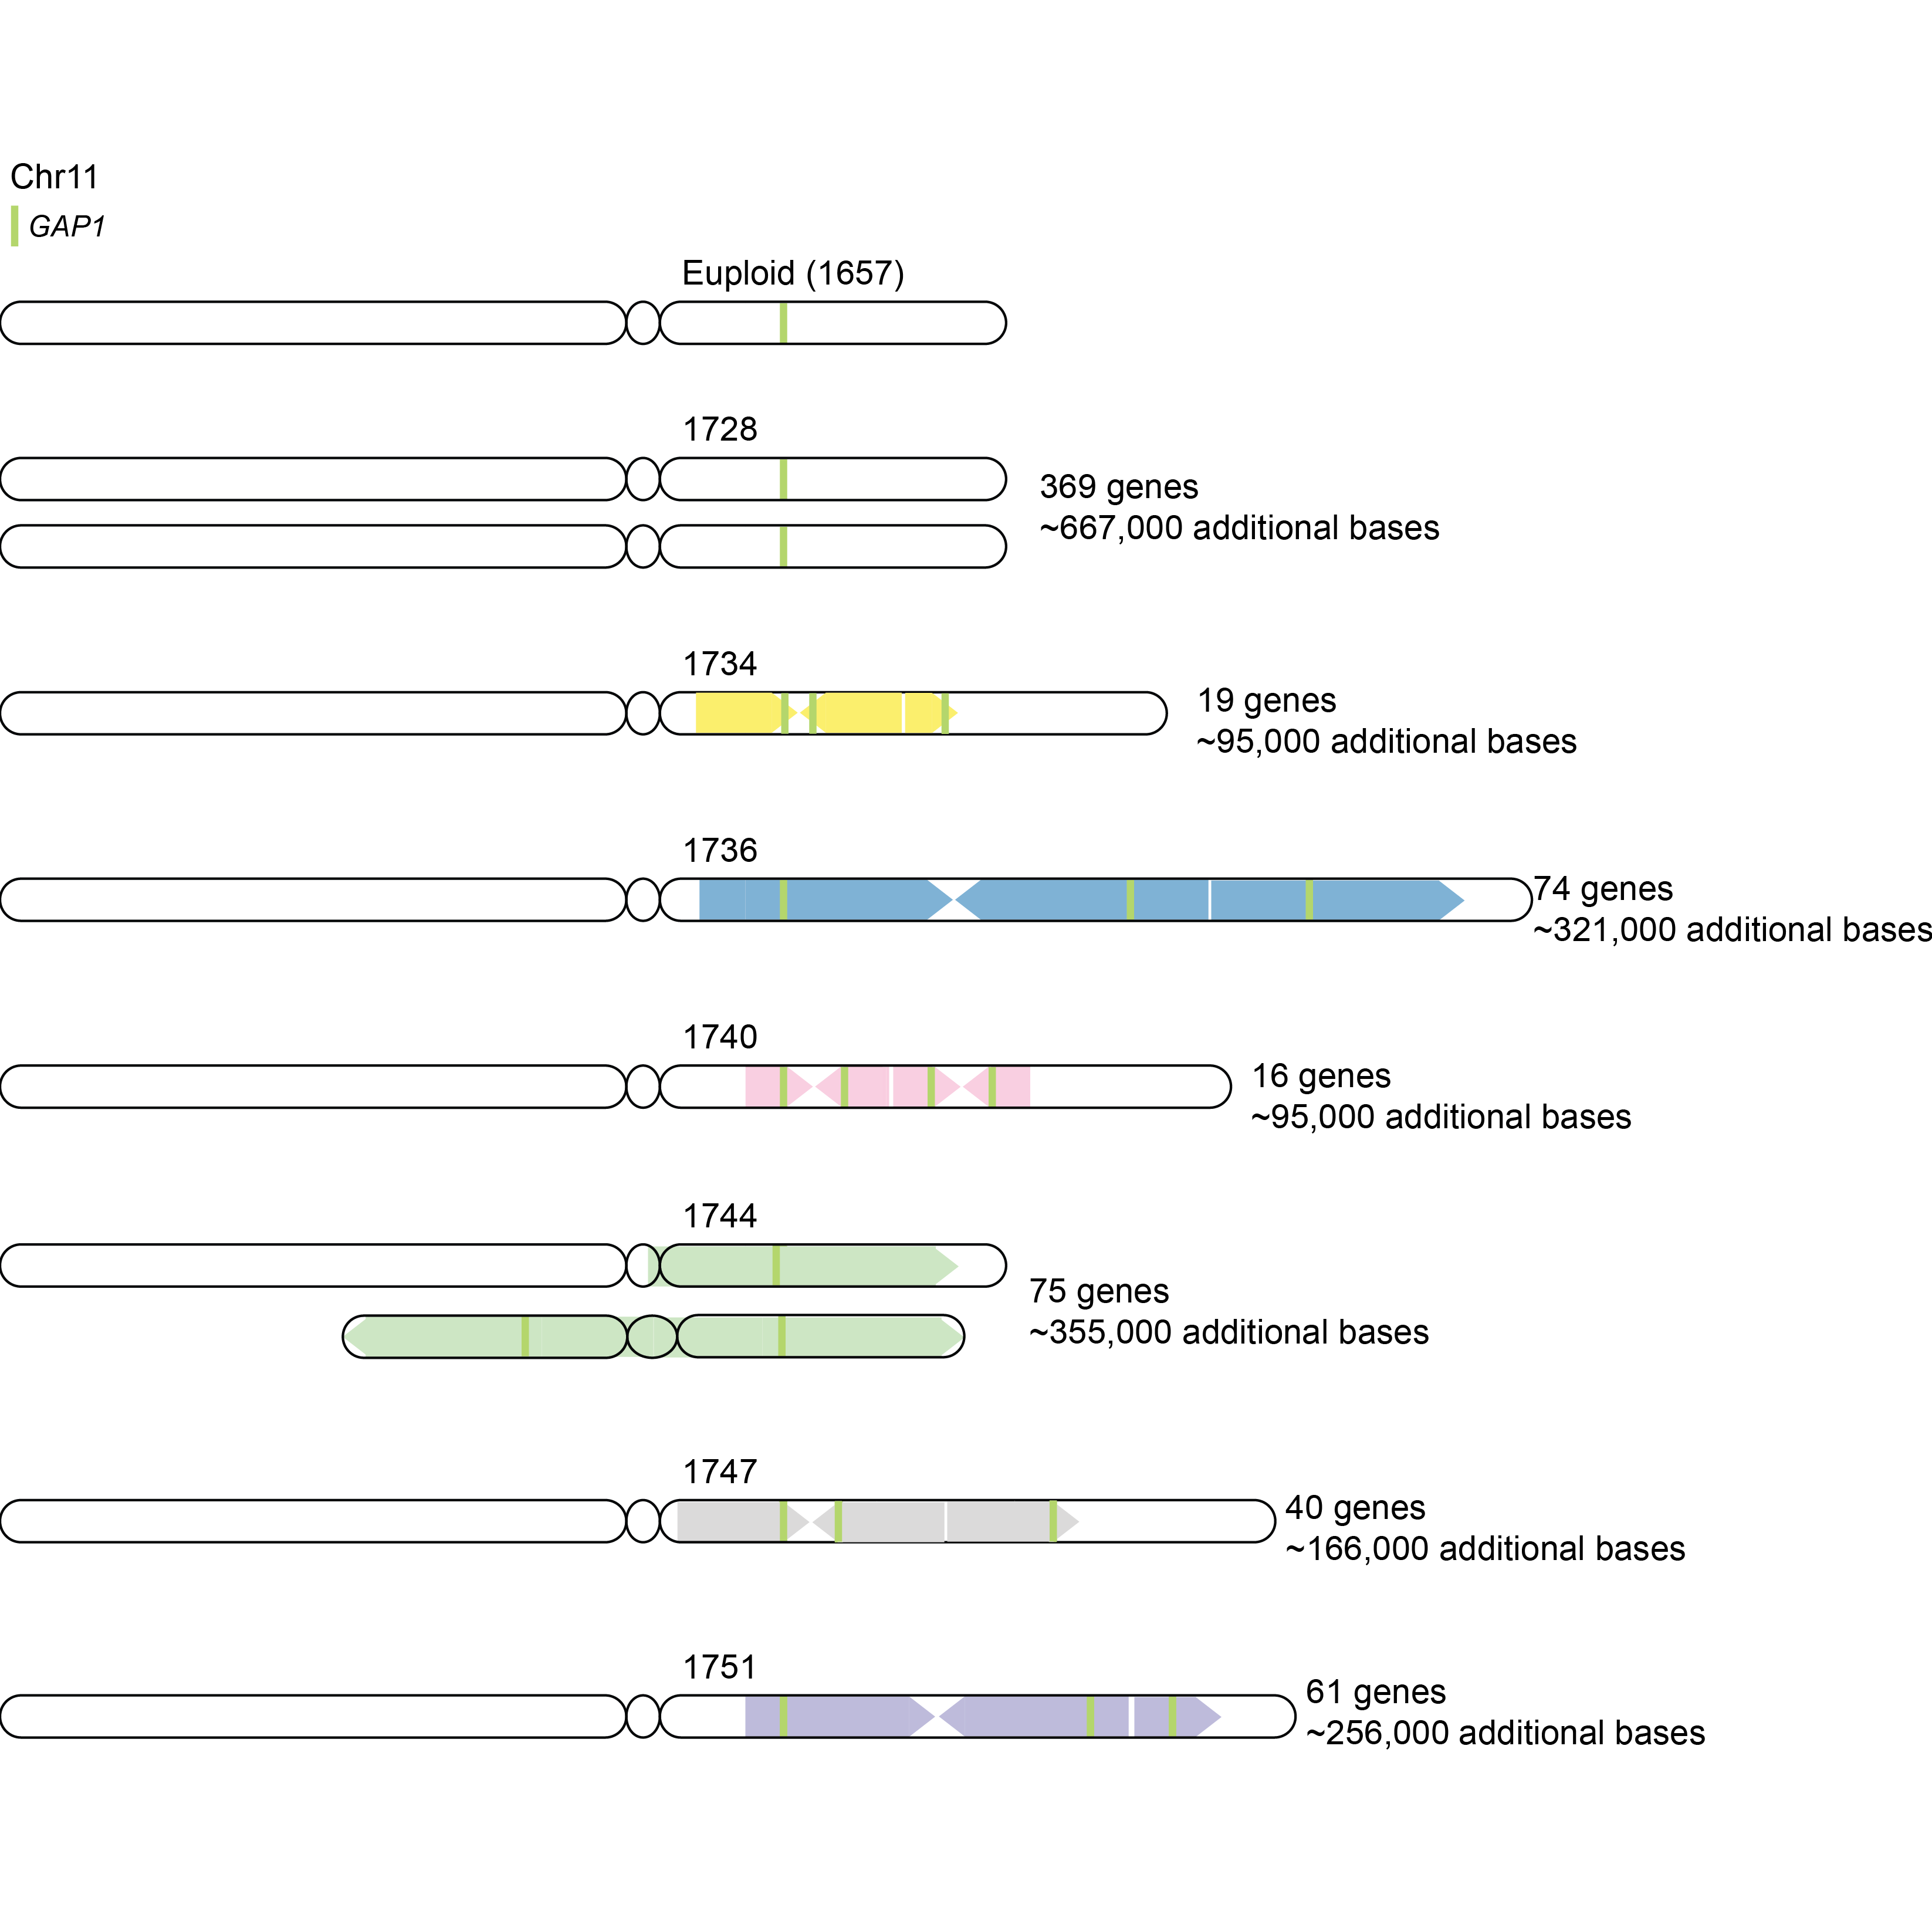 Chr11
GAP1
Euploid (1657)
1728
369 genes
~667,000 additional bases
1734
19 genes
~95,000 additional bases
1736
74 genes
~321,000 additional bases
1740
16 genes
~95,000 additional bases
1744
75 genes
~355,000 additional bases
1747
40 genes
~166,000 additional bases
1751
61 genes
~256,000 additional bases